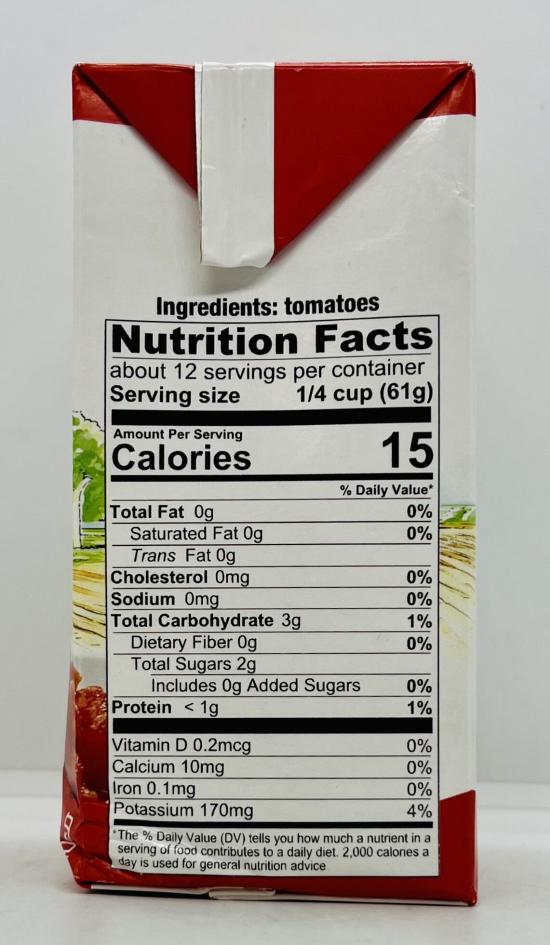 Ingredients: tomatoes
Nutrition Facts
about 12 servings per container
Serving size 1/4 cup (61g)
Amount Per Serving
Calories 15
% Daily Value*
Total Fat 0g 0%
Saturated Fat 0g 0%
Trans Fat 0g
Cholesterol 0mg 0%
Sodium 0mg 0%
Total Carbohydrate 3g 1%
Dietary Fiber 0g 0%
Total Sugars 2g
Includes 0g Added Sugars 0%
Protein < 1g 1%
Vitamin D 0.2mcg 0%
Calcium 10mg 0%
Iron 0.1mg 0%
Potassium 170mg 4%
*The % Daily Value (DV) tells you how much a nutrient in a
serving of food contributes to a daily diet. 2,000 calories a
day is used for general nutrition advice